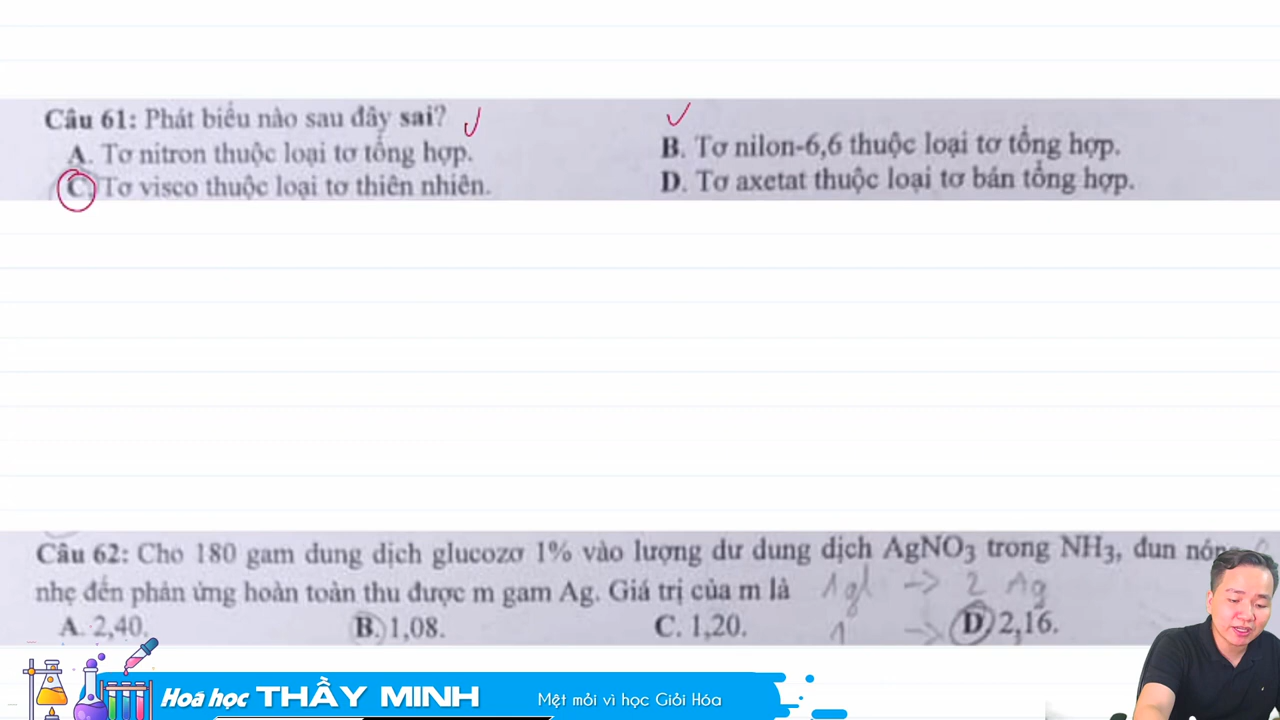 Câu 61: Phát biểu nào sau đây sai?
A. Tơ nitron thuộc loại tơ tổng hợp.
B. Tơ nilon-6,6 thuộc loại tơ tổng hợp.
C. Tơ visco thuộc loại tơ thiên nhiên.
D. Tơ axetat thuộc loại tơ bán tổng hợp.
Câu 62: Cho 180 gam dung dịch glucozơ 1% vào lượng dư dung dịch AgNO3 trong NH3, đun
nhẹ đến phản ứng hoàn toàn thu được m gam Ag. Giá trị của m là 1gl -> 2 Ag
A. 2,40. B. 1,08. C. 1,20. 1 -> D. 2,16.
Hoá học THẦY MINH Mệt mỏi vì học Giỏi Hóa